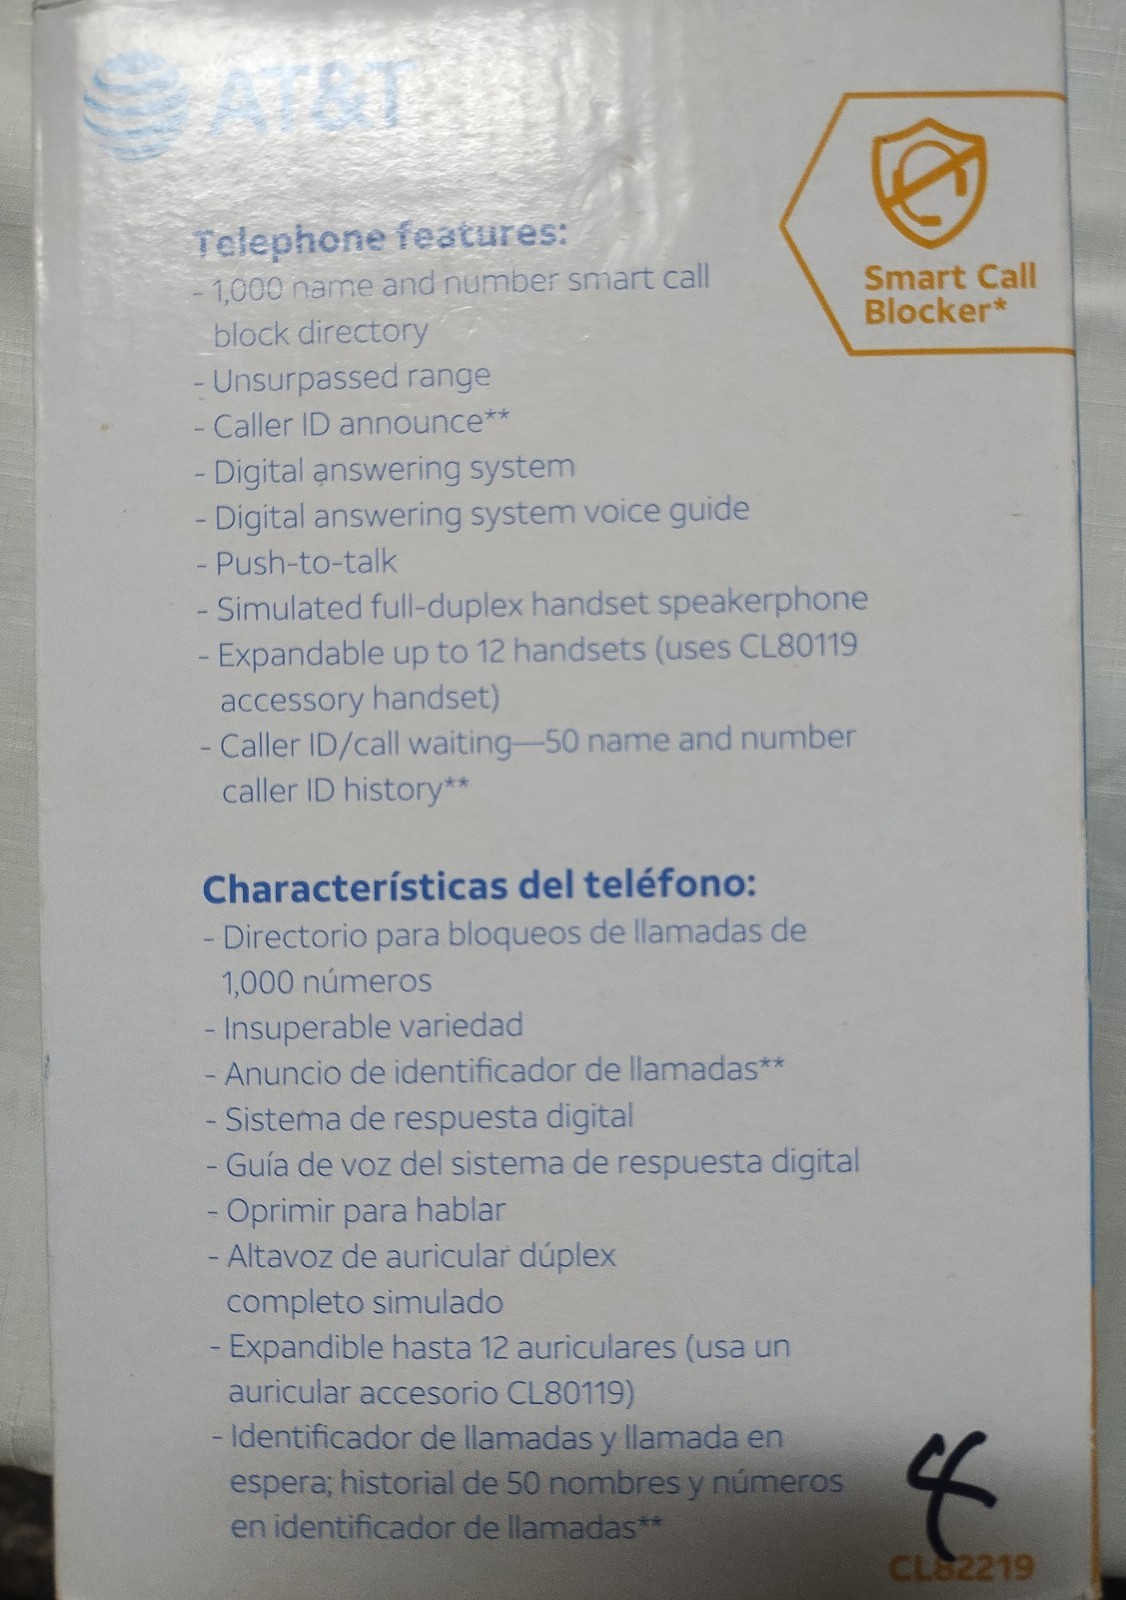 AT&T
Smart Call
Blocker*
Telephone features:
- 1,000 name and number smart call
block directory
- Unsurpassed range
- Caller ID announce**
- Digital answering system
- Digital answering system voice guide
- Push-to-talk
- Simulated full-duplex handset speakerphone
- Expandable up to 12 handsets (uses CL80119
accessory handset)
- Caller ID/call waiting—50 name and number
caller ID history**
Characterísticas del teléfono:
- Directorio para bloqueos de llamadas de
1,000 números
- Insuperable variedad
- Anuncio de identificador de llamadas**
- Sistema de respuesta digital
- Guía de voz del sistema de respuesta digital
- Oprimir para hablar
- Altavoz de auricular dúplex
completo simulado
- Expandible hasta 12 auriculares (usa un
auricular accesorio CL80119)
- Identificador de llamadas y llamada en
espera; historial de 50 nombres y números
en identificador de llamadas**
4
CL82219